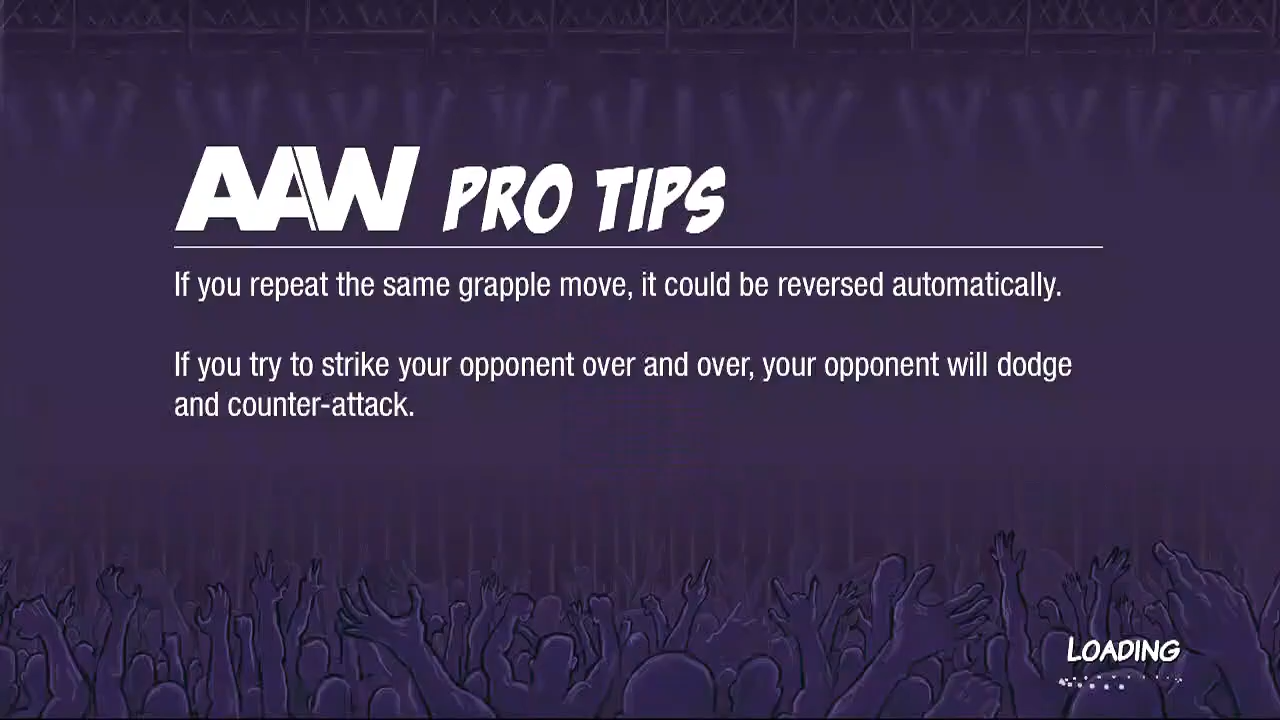 AAW PRO TIPS
If you repeat the same grapple move, it could be reversed automatically.
If you try to strike your opponent over and over, your opponent will dodge
and counter-attack.
LOADING